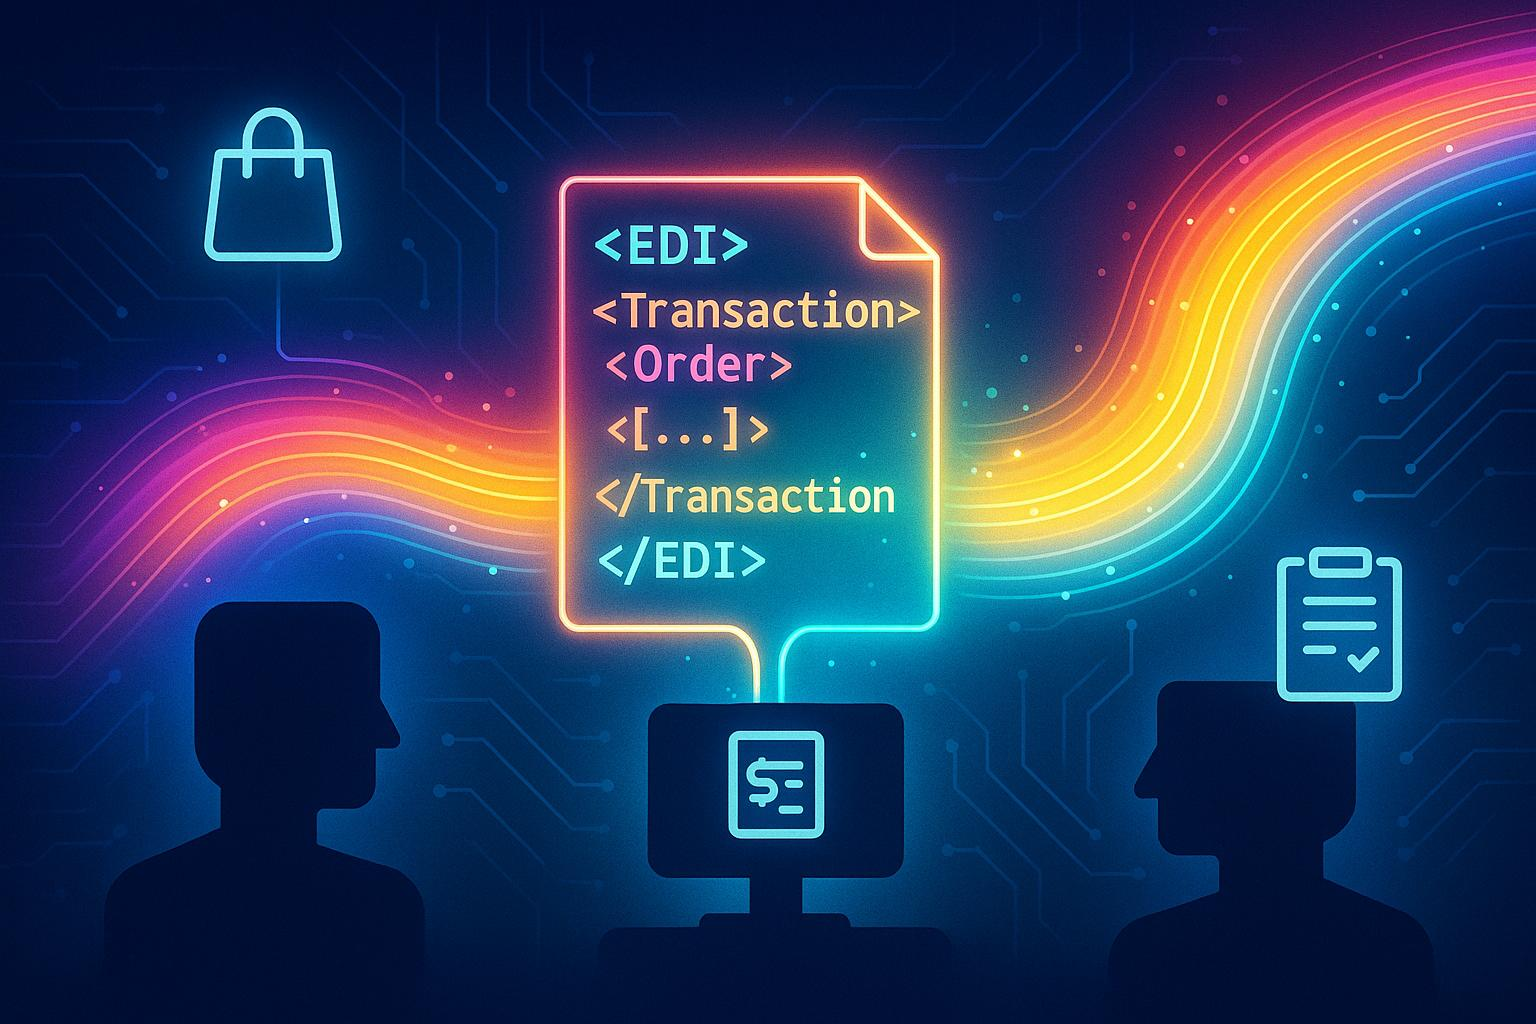 <EDI>
<Transaction>
<Order>
<[...]>
</Transaction
</EDI>
$